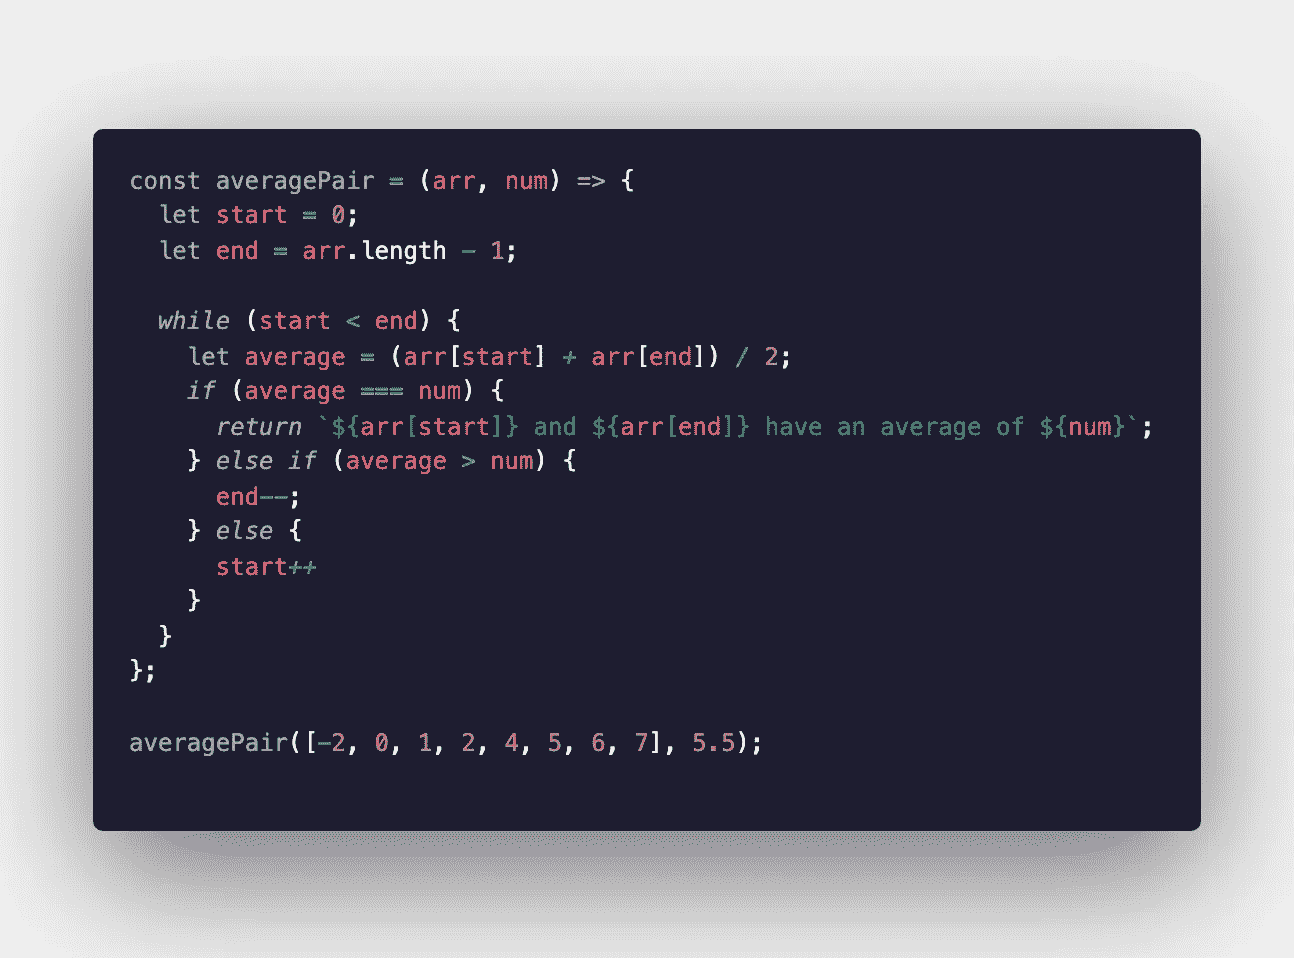 const averagePair = (arr, num) => {
  let start = 0;
  let end = arr.length - 1;

  while (start < end) {
    let average = (arr[start] + arr[end]) / 2;
    if (average === num) {
      return `${arr[start]} and ${arr[end]} have an average of ${num}`;
    } else if (average > num) {
      end--;
    } else {
      start++
    }
  }
};

averagePair([-2, 0, 1, 2, 4, 5, 6, 7], 5.5);